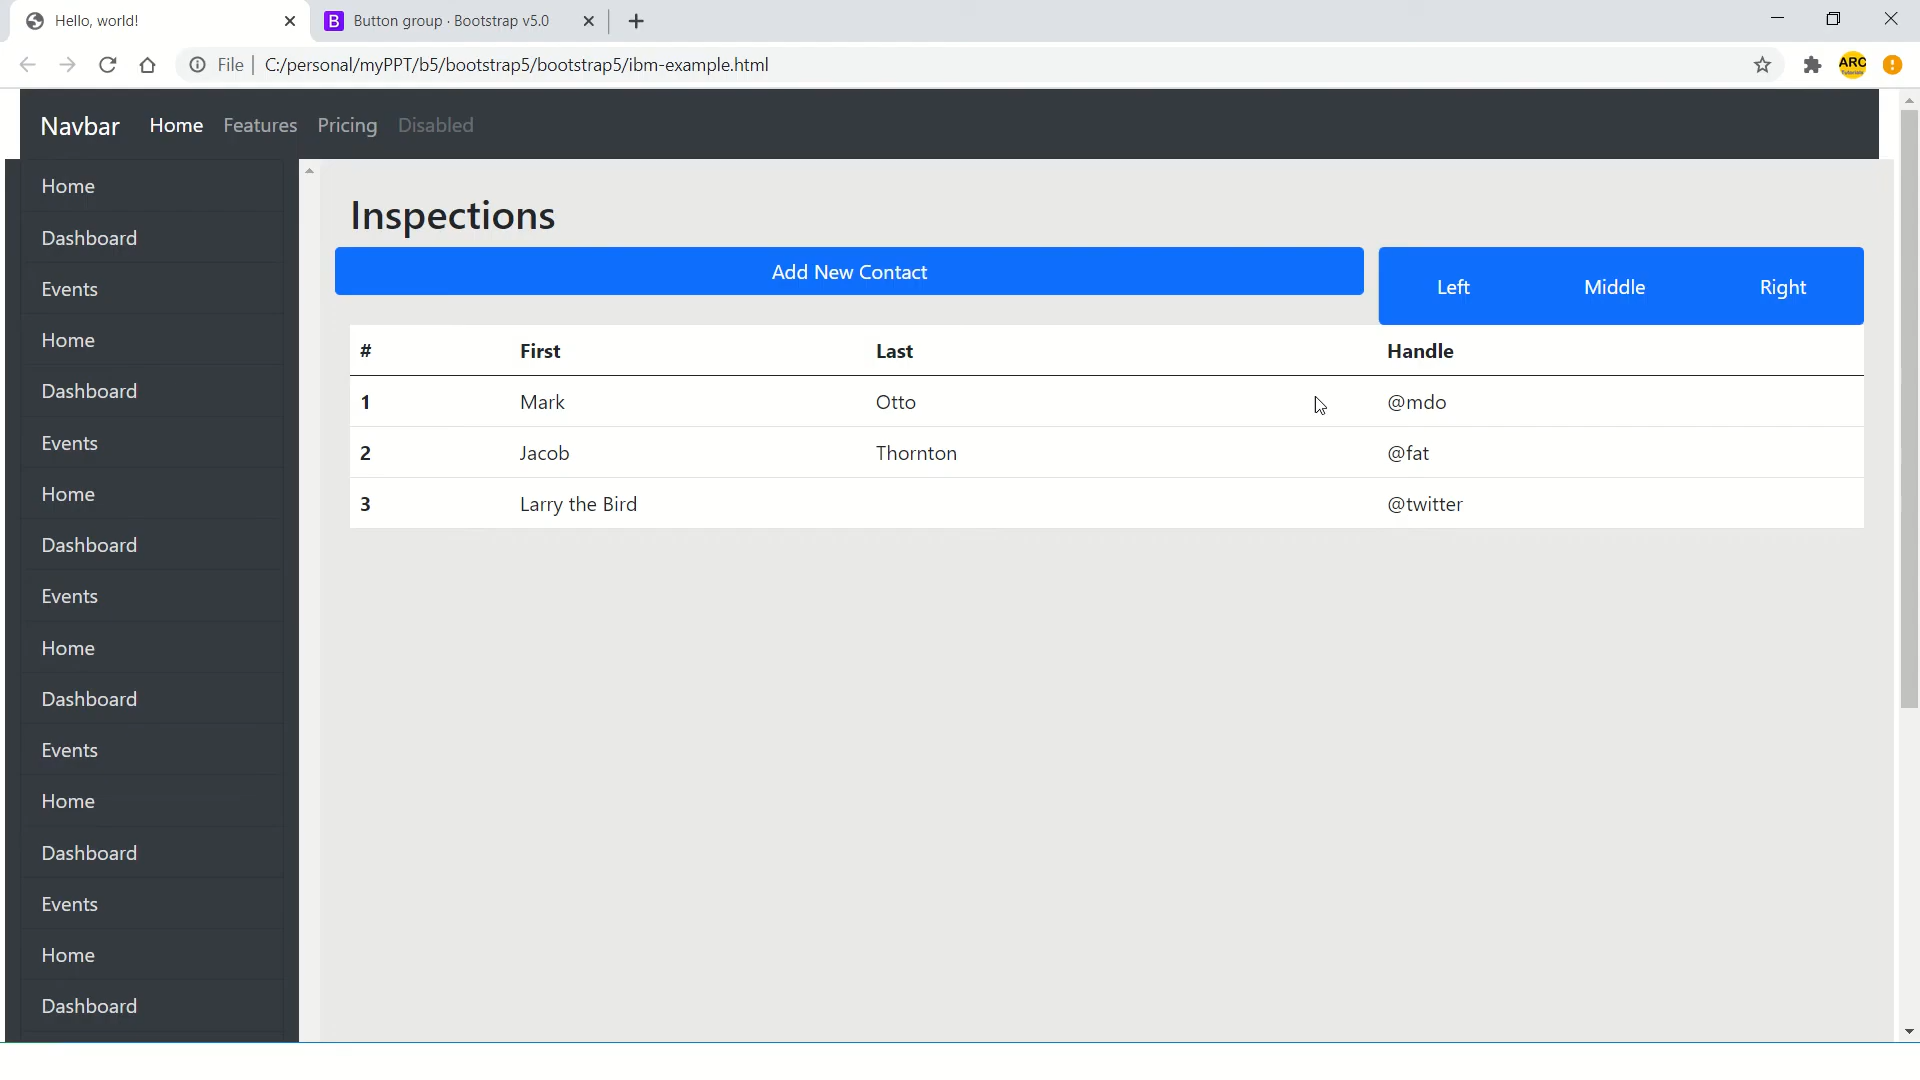 Hello, world!
Button group · Bootstrap v5.0
File
C:/personal/myPPT/b5/bootstrap5/bootstrap5/ibm-example.html
ARC
Tutorials
Navbar Home Features Pricing Disabled
Home
Dashboard
Events
Home
Dashboard
Events
Home
Dashboard
Events
Home
Dashboard
Events
Home
Dashboard
Events
Home
Dashboard
Inspections
Add New Contact
Left Middle Right
# First Last Handle
1 Mark Otto @mdo
2 Jacob Thornton @fat
3 Larry the Bird @twitter